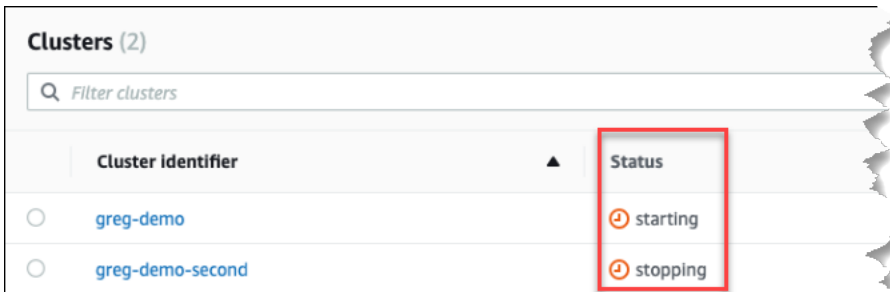 Clusters (2)
Filter clusters
Cluster identifier ▲ Status
greg-demo starting
greg-demo-second stopping